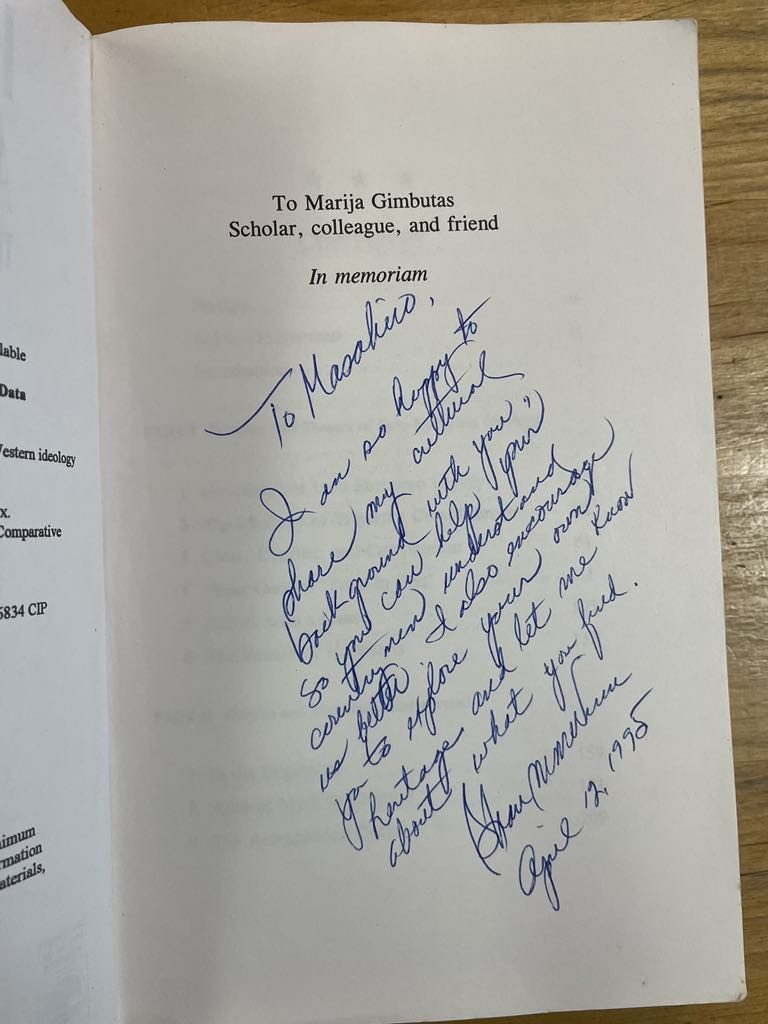 lable
Data
Western ideology
x.
Comparative
5834 CIP
nimum
rmation
aterials,
To Marija Gimbutas
Scholar, colleague, and friend
In memoriam
To Masahiro,
I am so happy to
share my cultural
background with you
so you can help your
country men understand
us better. I also encourage
you to explore your own
heritage and let me know
about what you find.
April 12, 1995